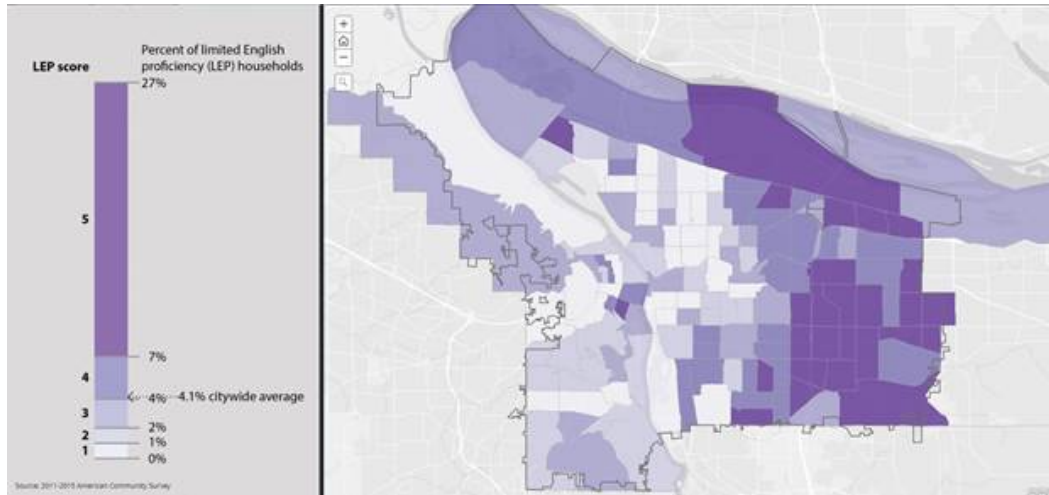 Percent of limited English
LEP score
proficiency (LEP) households
27%
5
7%
4
4%
4.1% citywide average
3
2%
2
1%
1
0%
Source: 2011-2015 American Community Survey
+
−